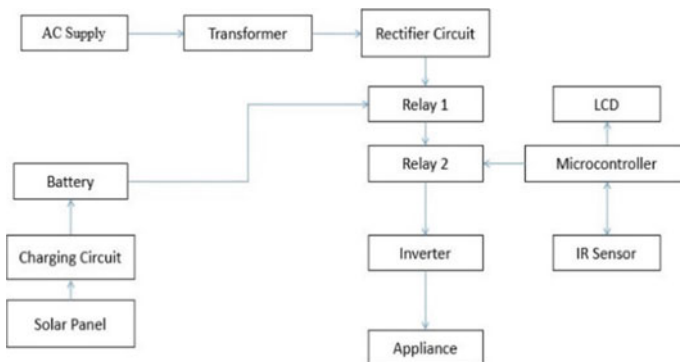 AC Supply
Transformer
Rectifier Circuit
Relay 1
LCD
Relay 2
Microcontroller
Battery
Charging Circuit
Inverter
IR Sensor
Solar Panel
Appliance